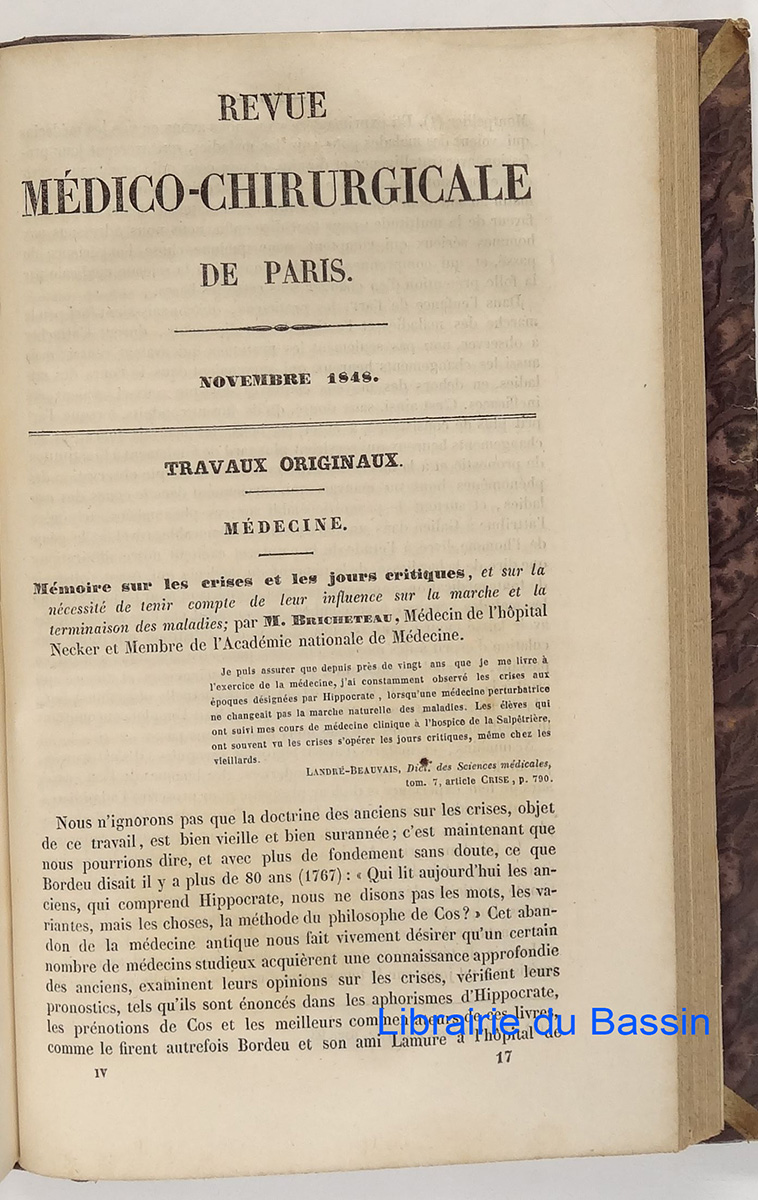 REVUE
MÉDICO-CHIRURGICALE
DE PARIS.
NOVEMBRE 1848.
TRAVAUX ORIGINAUX.
MÉDECINE.
Mémoire sur les crises et les jours critiques, et sur la
nécessité de tenir compte de leur influence sur la marche et la
terminaison des maladies; par M. BRICHETEAU, Médecin de l'hôpital
Necker et Membre de l'Académie nationale de Médecine.
Je puis assurer que depuis près de vingt ans que je me livre à
l'exercice de la médecine, j'ai constamment observé les crises aux
époques désignées par Hippocrate, lorsqu'une médecine perturbatrice
ne changeait pas la marche naturelle des maladies. Les élèves qui
ont suivi mes cours de médecine clinique à l'hospice de la Salpêtrière,
ont souvent vu les crises s'opérer les jours critiques, même chez les
vieillards.
LANDRÉ-BEAUVAIS, Dict. des Sciences médicales,
tom. 7, article CRISE, p. 790.
Nous n'ignorons pas que la doctrine des anciens sur les crises, objet
de ce travail, est bien vieille et bien surannée; c'est maintenant que
nous pourrions dire, et avec plus de fondement sans doute, ce que
Bordeu disait il y a plus de 80 ans (1767): « Qui lit aujourd'hui les an-
ciens, qui comprend Hippocrate, nous ne disons pas les mots, les va-
riantes, mais les choses, la méthode du philosophe de Cos? » Cet aban-
don de la médecine antique nous fait vivement désirer qu'un certain
nombre de médecins studieux acquièrent une connaissance approfondie
des anciens, examinent leurs opinions sur les crises, vérifient leurs
pronostics, tels qu'ils sont énoncés dans les aphorismes d'Hippocrate,
les prénotions de Cos et les meilleurs commentateurs de ces livres,
comme le firent autrefois Bordeu et son ami Lamure à l'hôpital de
IV 17
Librairie du Bassin